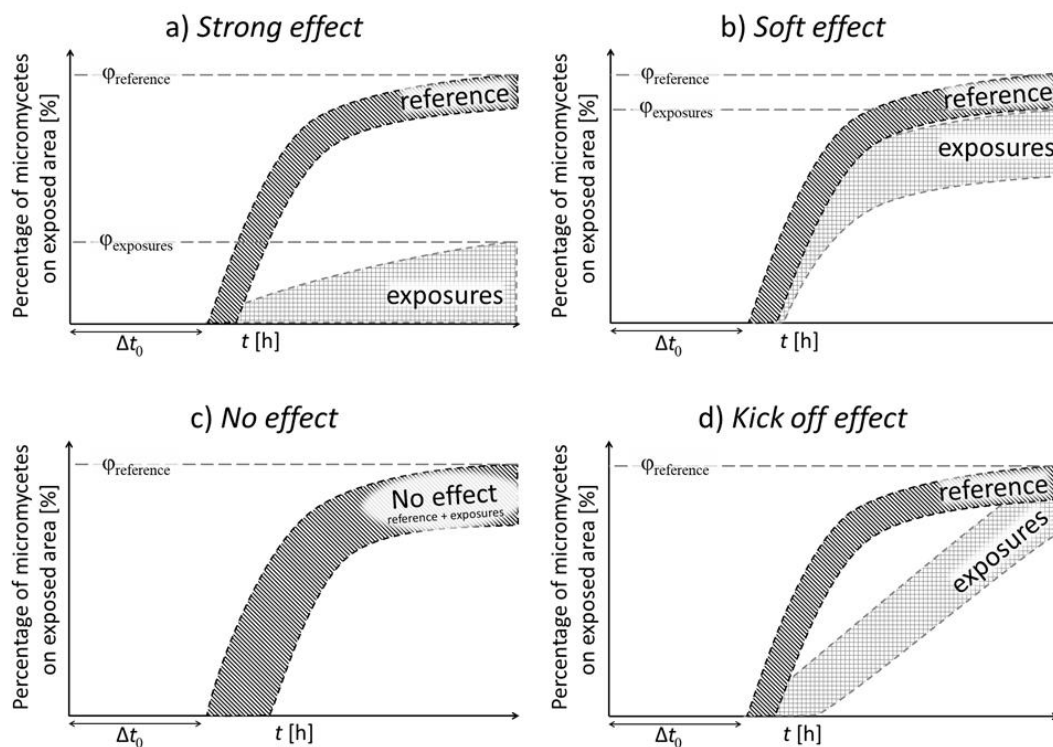 a) Strong effect
Percentage of micromycetes
on exposed area [%]
φreference
reference
φexposures
exposures
Δt0
t [h]
b) Soft effect
Percentage of micromycetes
on exposed area [%]
φreference
reference
φexposures
exposures
Δt0
t [h]
c) No effect
Percentage of micromycetes
on exposed area [%]
φreference
No effect
reference + exposures
Δt0
t [h]
d) Kick off effect
Percentage of micromycetes
on exposed area [%]
φreference
reference
exposures
Δt0
t [h]